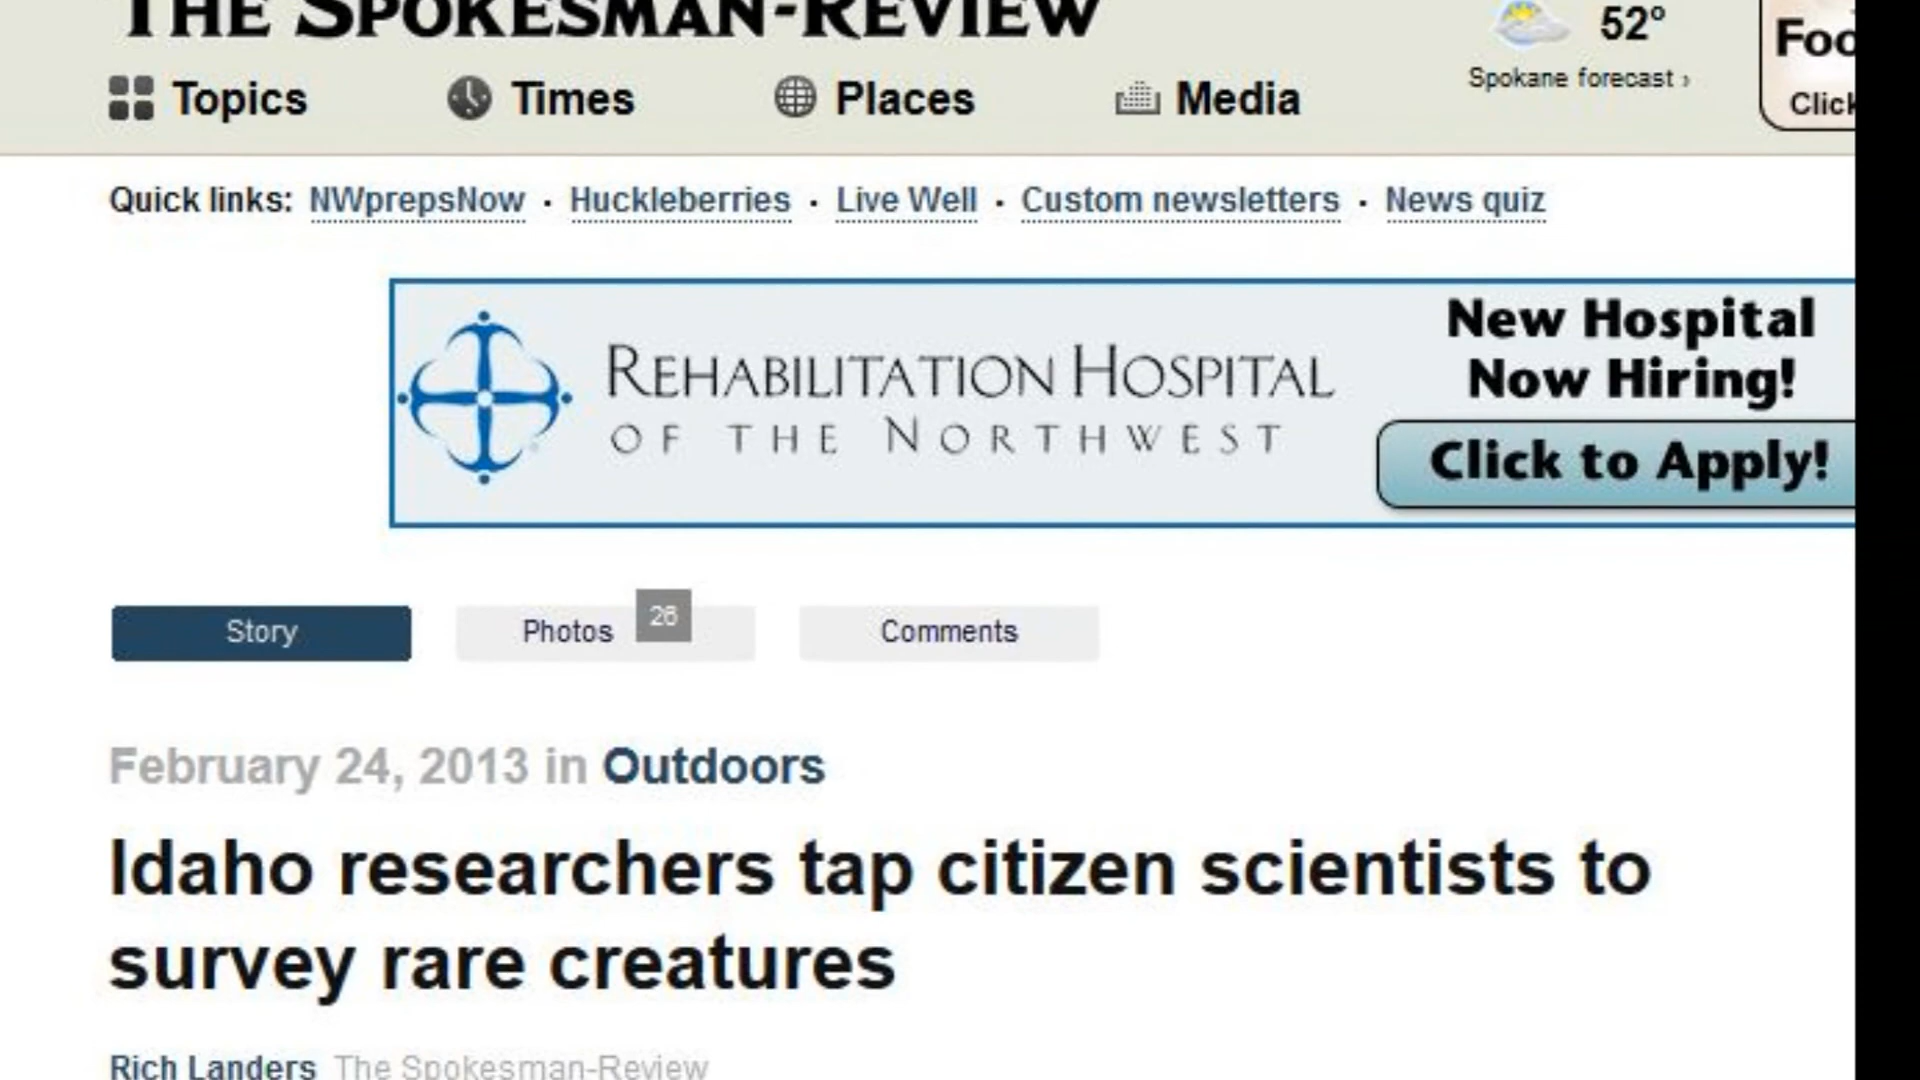 THE SPOKESMAN-REVIEW
52°
Spokane forecast ›
Topics
Times
Places
Media
Click
Quick links: NWprepsNow · Huckleberries · Live Well · Custom newsletters · News quiz
REHABILITATION HOSPITAL
OF THE NORTHWEST
New Hospital
Now Hiring!
Click to Apply!
Story
Photos
26
Comments
February 24, 2013 in Outdoors
Idaho researchers tap citizen scientists to
survey rare creatures
Rich Landers The Spokesman-Review